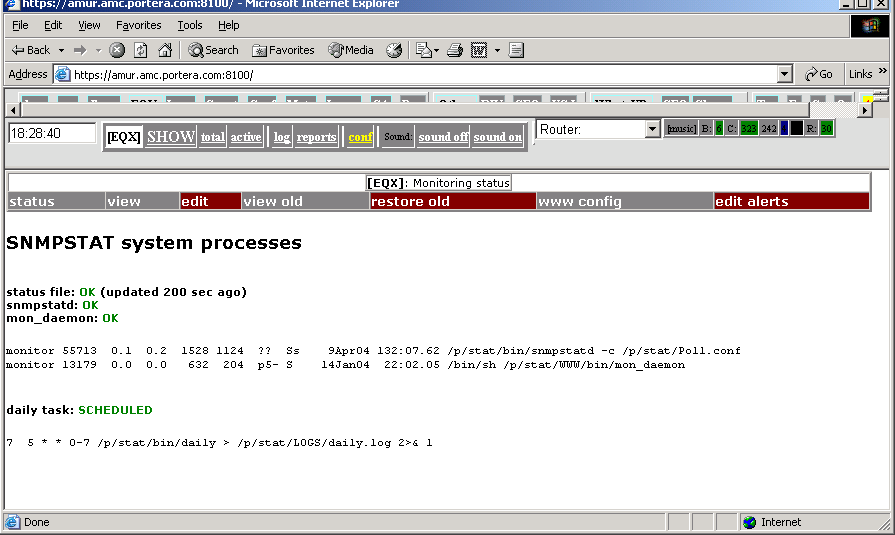 https://amur.amc.portera.com:8100/ - Microsoft Internet Explorer
File Edit View Favorites Tools Help
Back Search Favorites Media
Address https://amur.amc.portera.com:8100/ Go Links »
18:28:40 [EQX] SHOW total active log reports conf Sound: sound off sound on Router: [music] B: 6 C: 323 242 R: 30
[EQX]: Monitoring status
status view edit view old restore old www config edit alerts
SNMPSTAT system processes
status file: OK (updated 200 sec ago)
snmpstatd: OK
mon_daemon: OK
monitor 55713 0.1 0.2 1528 1124 ?? Ss 9Apr04 132:07.62 /p/stat/bin/snmpstatd -c /p/stat/Poll.conf
monitor 13179 0.0 0.0 632 204 p5- S 14Jan04 22:02.05 /bin/sh /p/stat/WWW/bin/mon_daemon
daily task: SCHEDULED
7 5 * * 0-7 /p/stat/bin/daily > /p/stat/LOGS/daily.log 2>& 1
Done Internet